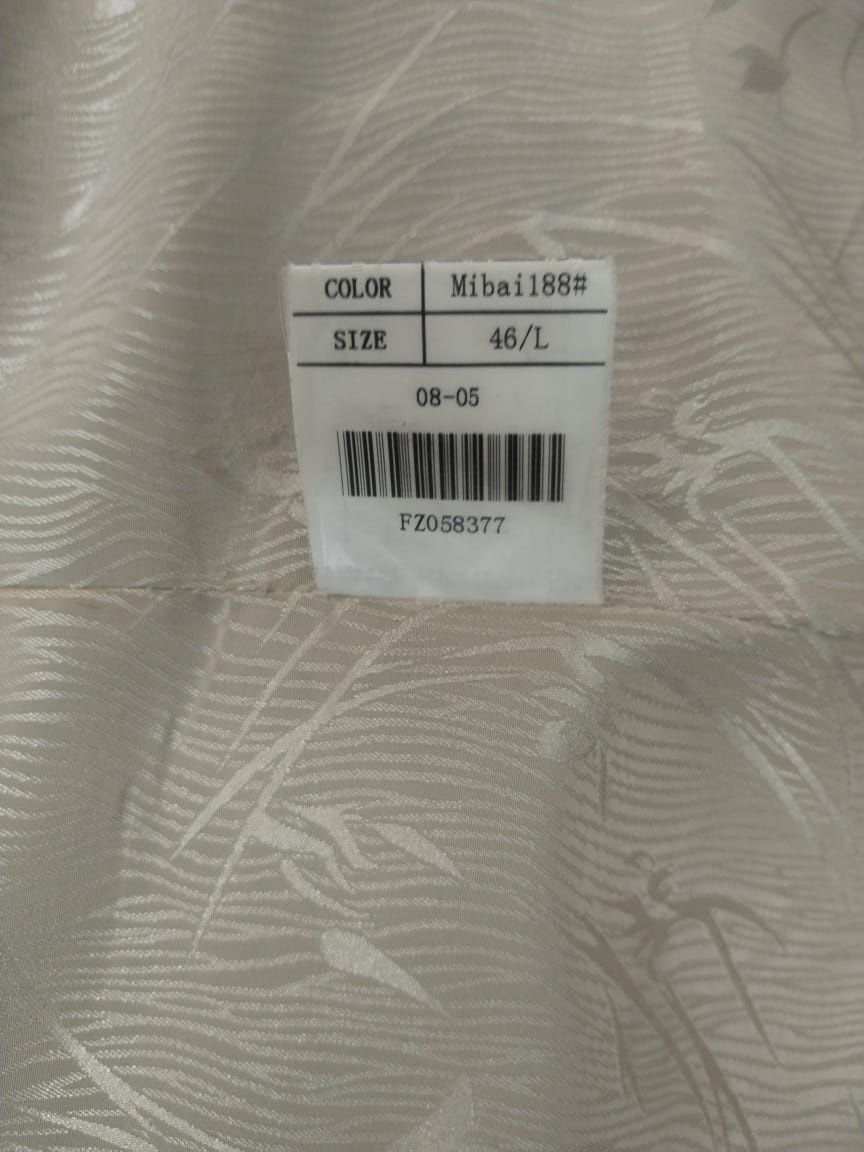 COLOR Mibai188#
SIZE 46/L
08-05
FZ058377